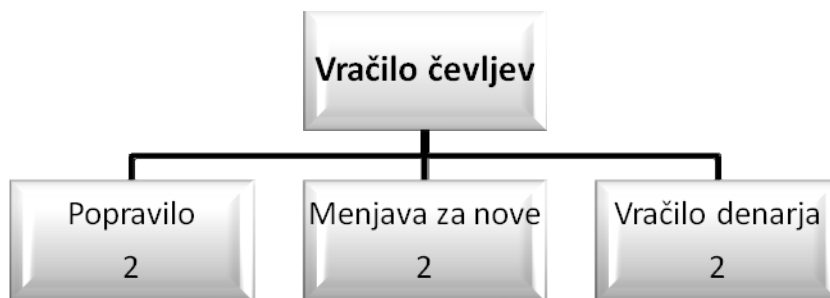 Vračilo čevljev
Popravilo
2
Menjava za nove
2
Vračilo denarja
2